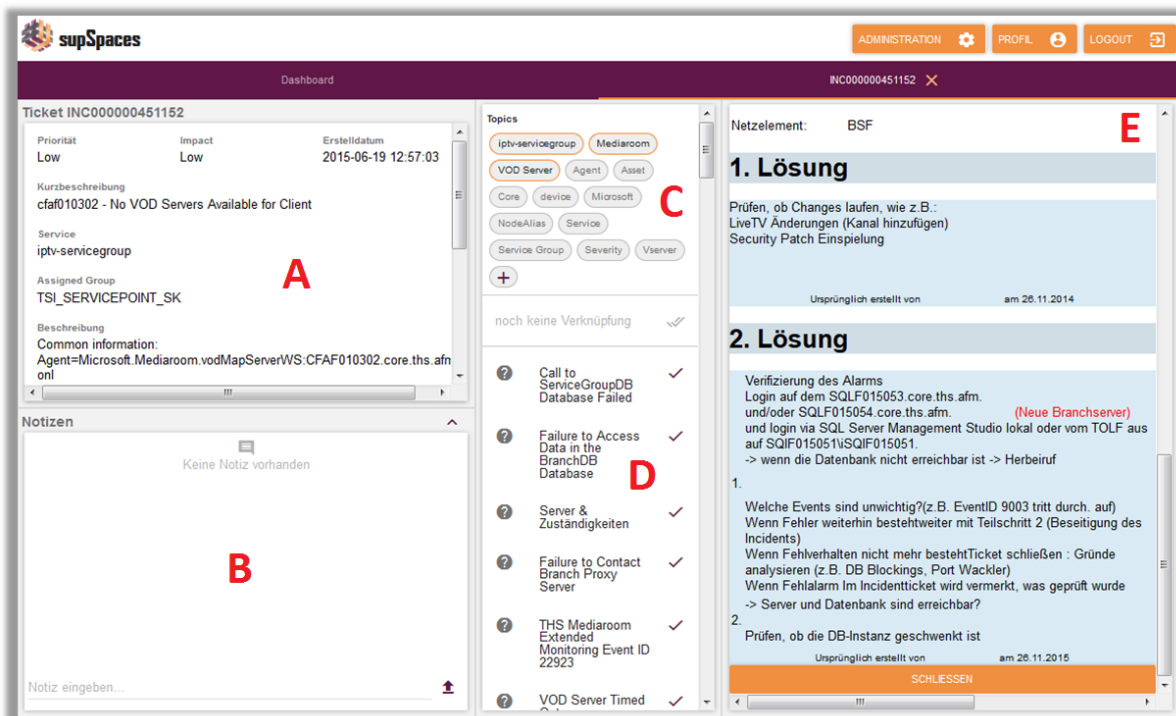 supSpaces
ADMINISTRATION
PROFIL
LOGOUT
Dashboard
INC000000451152
Ticket INC000000451152
Priorität Impact Erstelldatum
Low Low 2015-06-19 12:57:03
Kurzbeschreibung
cfaf010302 - No VOD Servers Available for Client
Service
iptv-servicegroup
A
Assigned Group
TSI_SERVICEPOINT_SK
Beschreibung
Common information:
Agent=Microsoft.Mediaroom.vodMapServerWS:CFAF010302.core.ths.afm
onl
Notizen
Keine Notiz vorhanden
B
Notiz eingeben...
Topics
iptv-servicegroup Mediaroom
VOD Server Agent Asset
Core device Microsoft
C
NodeAlias Service
Service Group Severity Vserver
+
noch keine Verknüpfung
Call to
ServiceGroupDB
Database Failed
Failure to Access
Data in the
BranchDB
Database
D
Server &
Zuständigkeiten
Failure to Contact
Branch Proxy
Server
THS Mediaroom
Extended
Monitoring Event ID
22923
VOD Server Timed
Netzelement: BSF
E
1. Lösung
Prüfen, ob Changes laufen, wie z.B.:
LiveTV Änderungen (Kanal hinzufügen)
Security Patch Einspielung
Ursprünglich erstellt von am 26.11.2014
2. Lösung
Verifizierung des Alarms
Login auf dem SQLF015053.core.ths.afm.
und/oder SQLF015054.core.ths.afm. (Neue Branchserver)
und login via SQL Server Management Studio lokal oder vom TOLF aus
auf SQlF015051\iSQlF015051.
-> wenn die Datenbank nicht erreichbar ist -> Herbeiruf
1.
Welche Events sind unwichtig?(z.B. EventID 9003 tritt durch. auf)
Wenn Fehler weiterhin bestehtweiter mit Teilschritt 2 (Beseitigung des
Incidents)
Wenn Fehlverhalten nicht mehr bestehtTicket schließen : Gründe
analysieren (z.B. DB Blockings, Port Wackler)
Wenn Fehlalarm Im Incidentticket wird vermerkt, was geprüft wurde
-> Server und Datenbank sind erreichbar?
2.
Prüfen, ob die DB-Instanz geschwenkt ist
Ursprünglich erstellt von am 26.11.2015
SCHLIESSEN